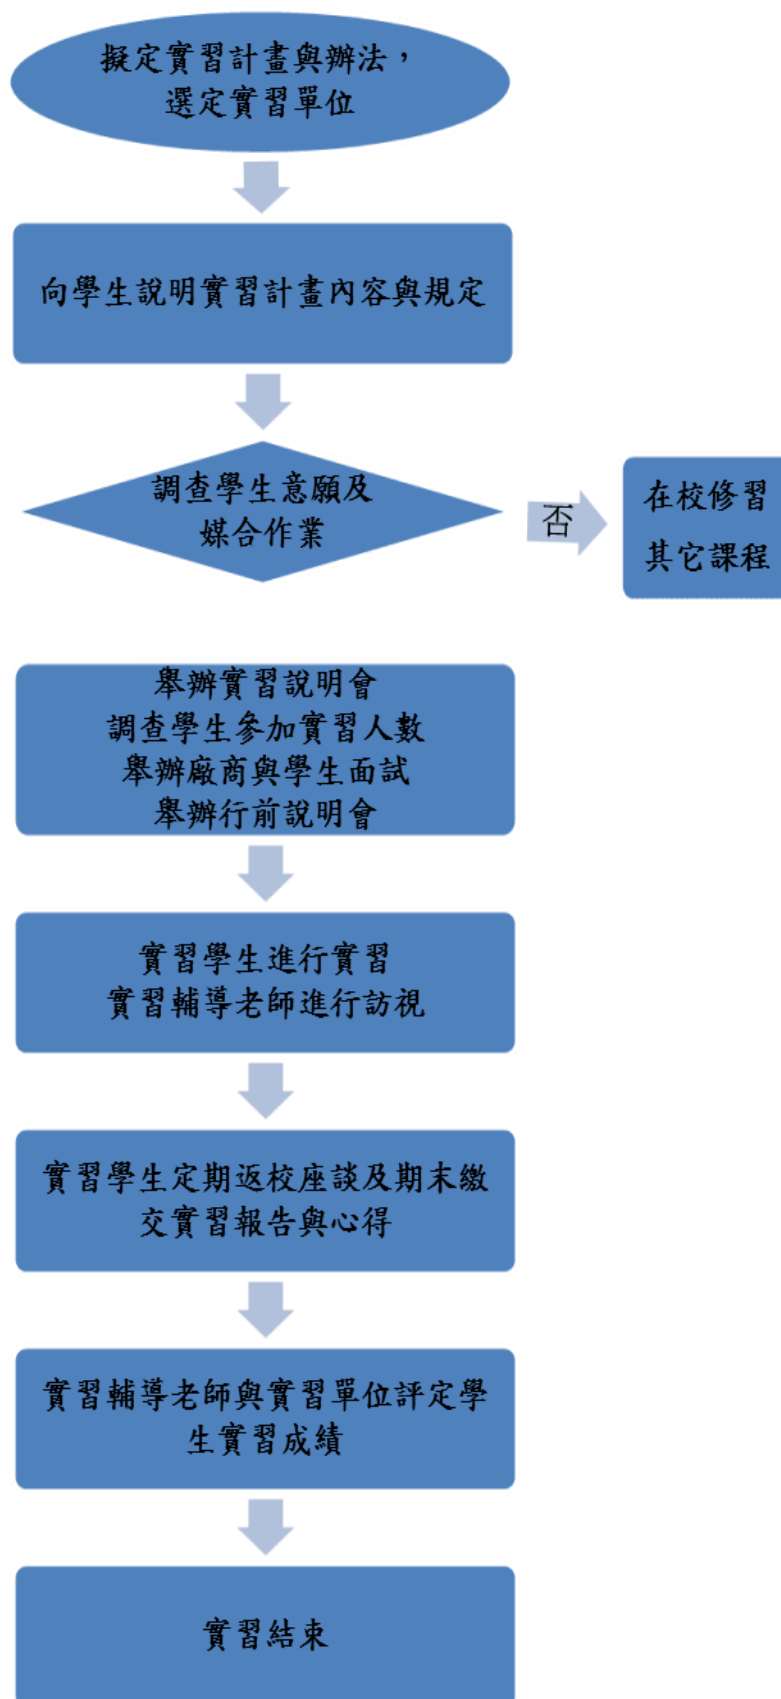 擬定實習計畫與辦法，
選定實習單位
向學生說明實習計畫內容與規定
調查學生意願及
媒合作業
否
在校修習
其它課程
舉辦實習說明會
調查學生參加實習人數
舉辦廠商與學生面試
舉辦行前說明會
實習學生進行實習
實習輔導老師進行訪視
實習學生定期返校座談及期末繳
交實習報告與心得
實習輔導老師與實習單位評定學
生實習成績
實習結束